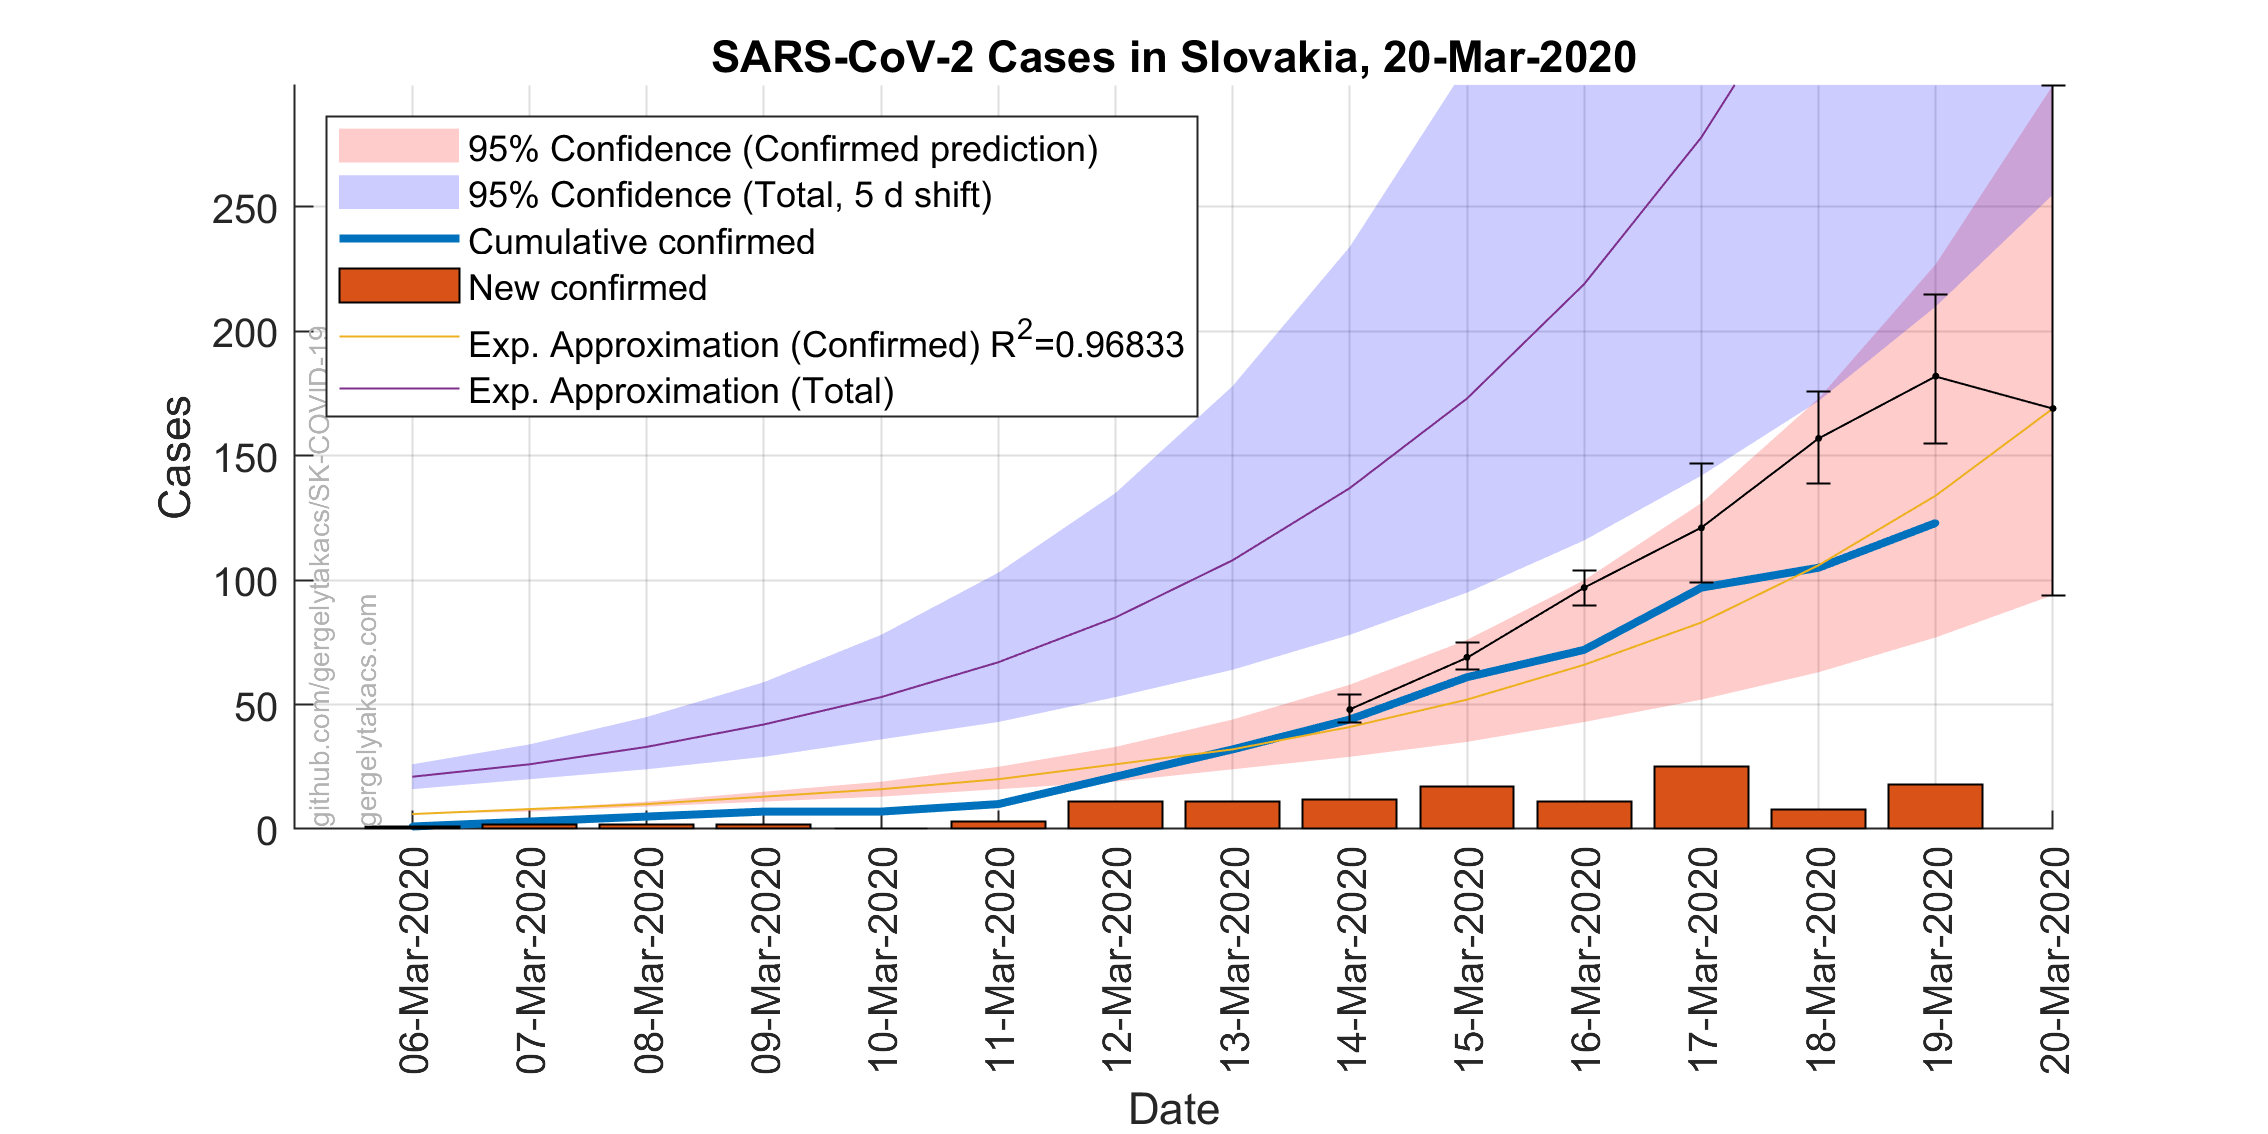 SARS-CoV-2 Cases in Slovakia, 20-Mar-2020
95% Confidence (Confirmed prediction)
95% Confidence (Total, 5 d shift)
Cumulative confirmed
New confirmed
Exp. Approximation (Confirmed) R²=0.96833
Exp. Approximation (Total)
Cases
250
200
150
100
50
0
github.com/gergelytakacs/SK-COVID-19
gergelytakacs.com
06-Mar-2020
07-Mar-2020
08-Mar-2020
09-Mar-2020
10-Mar-2020
11-Mar-2020
12-Mar-2020
13-Mar-2020
14-Mar-2020
15-Mar-2020
16-Mar-2020
17-Mar-2020
18-Mar-2020
19-Mar-2020
20-Mar-2020
Date